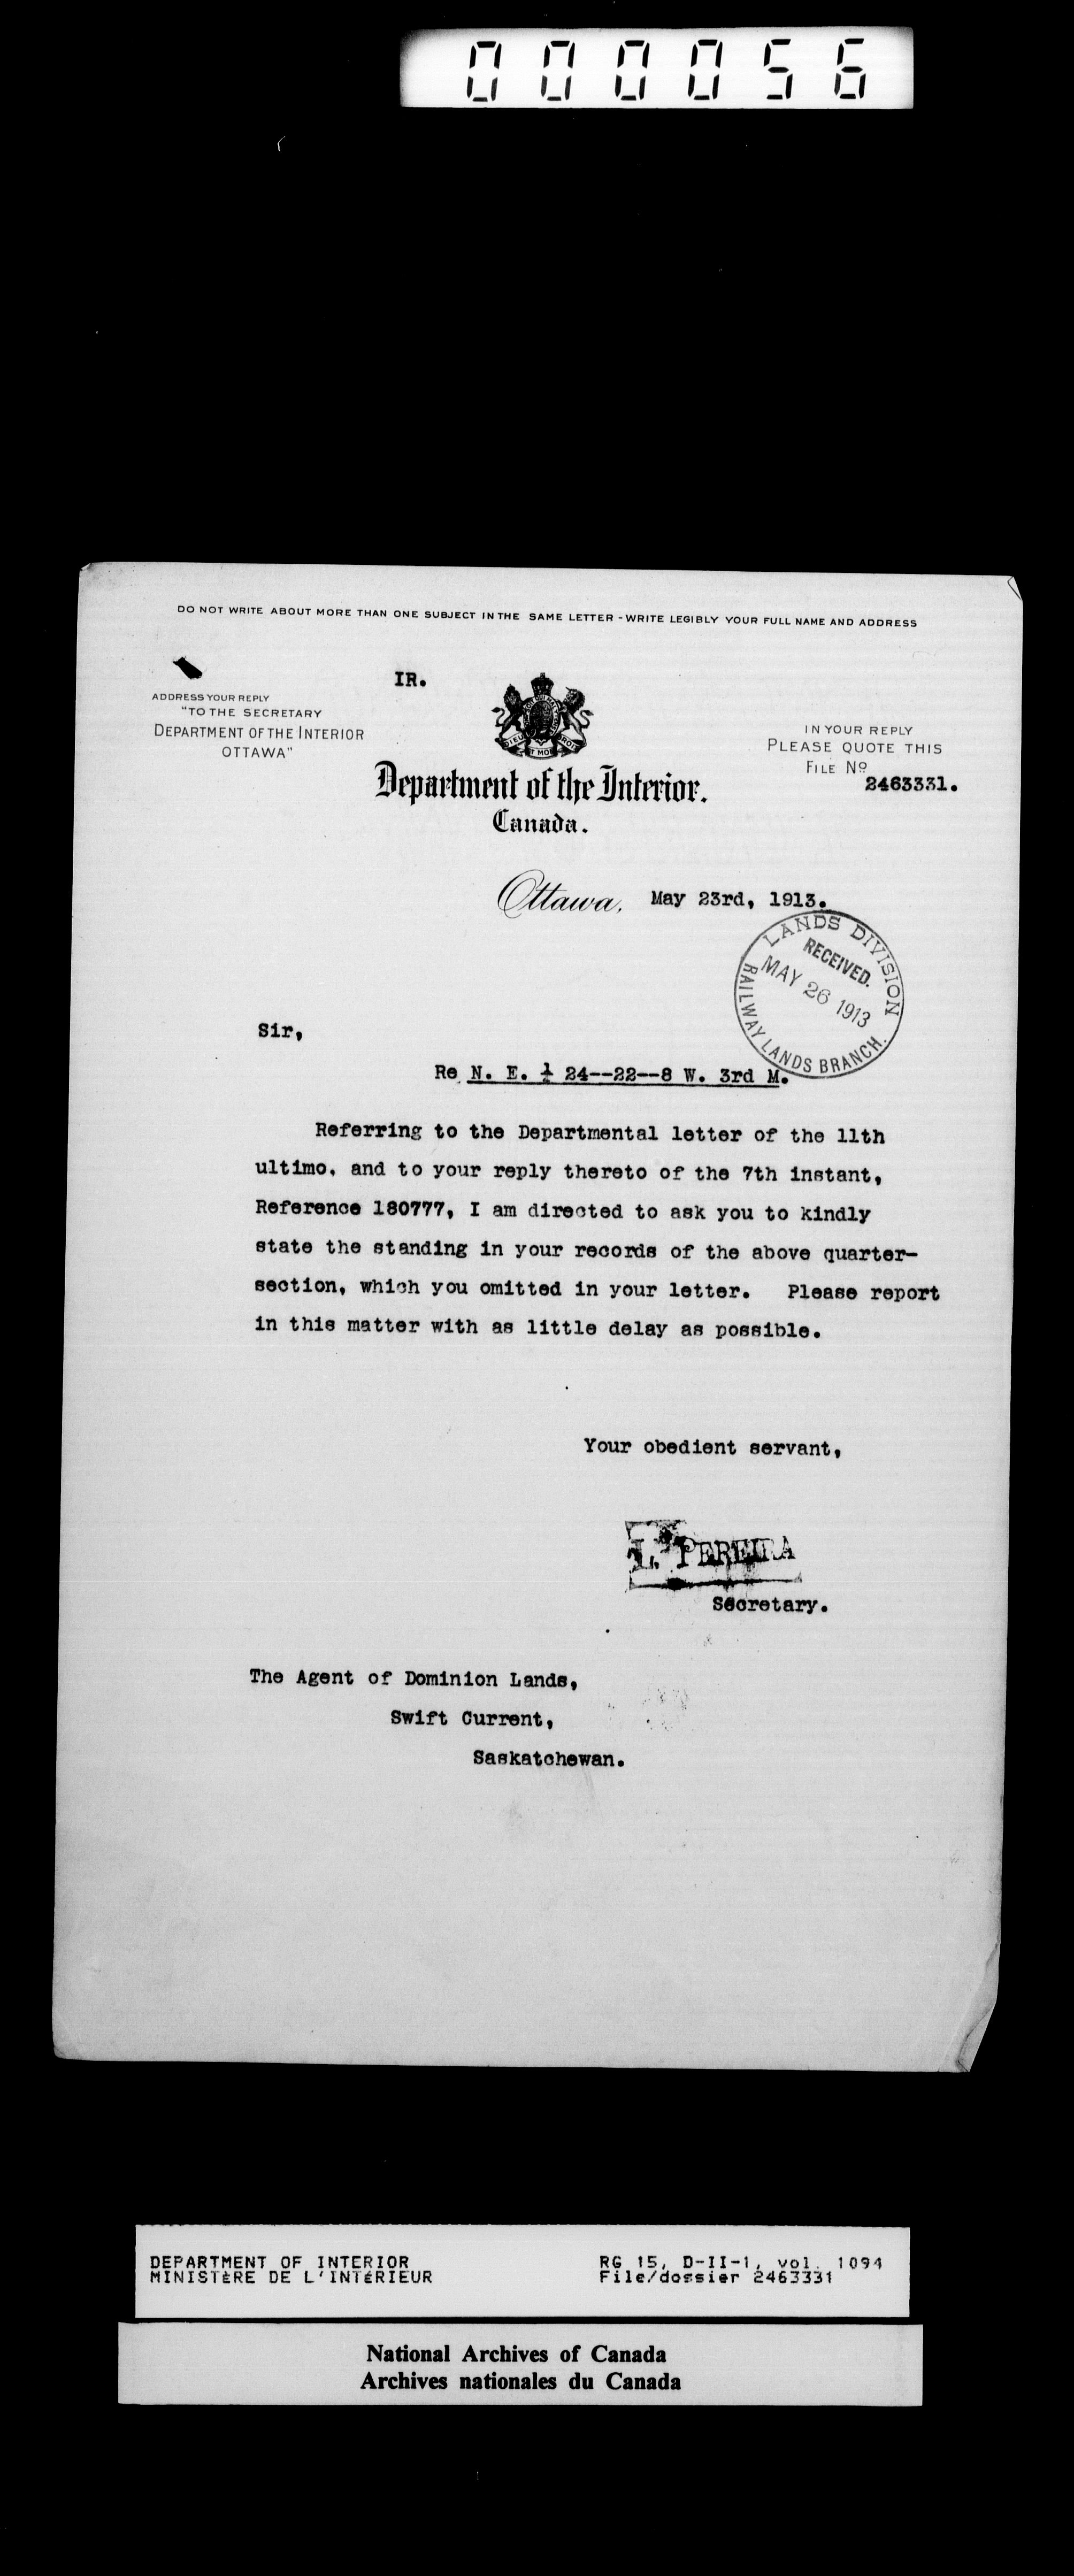 000056
DO NOT WRITE ABOUT MORE THAN ONE SUBJECT IN THE SAME LETTER - WRITE LEGIBLY YOUR FULL NAME AND ADDRESS
IR.
ADDRESS YOUR REPLY
"TO THE SECRETARY
DEPARTMENT OF THE INTERIOR
OTTAWA"
IN YOUR REPLY
PLEASE QUOTE THIS
FILE No
2463331.
Department of the Interior.
Canada.
Ottawa, May 23rd, 1913.
LANDS DIVISION
RECEIVED.
MAY 26 1913
RAILWAY LANDS BRANCH.
Sir,
Re N. E. ¼ 24--22--8 W. 3rd M.
Referring to the Departmental letter of the 11th
ultimo, and to your reply thereto of the 7th instant,
Reference 180777, I am directed to ask you to kindly
state the standing in your records of the above quarter-
section, which you omitted in your letter. Please report
in this matter with as little delay as possible.
Your obedient servant,
L. PEREIRA
Secretary.
The Agent of Dominion Lands,
Swift Current,
Saskatchewan.
DEPARTMENT OF INTERIOR
MINISTÈRE DE L'INTÉRIEUR
RG 15, D-II-1, vol. 1094
File/dossier 2463331
National Archives of Canada
Archives nationales du Canada